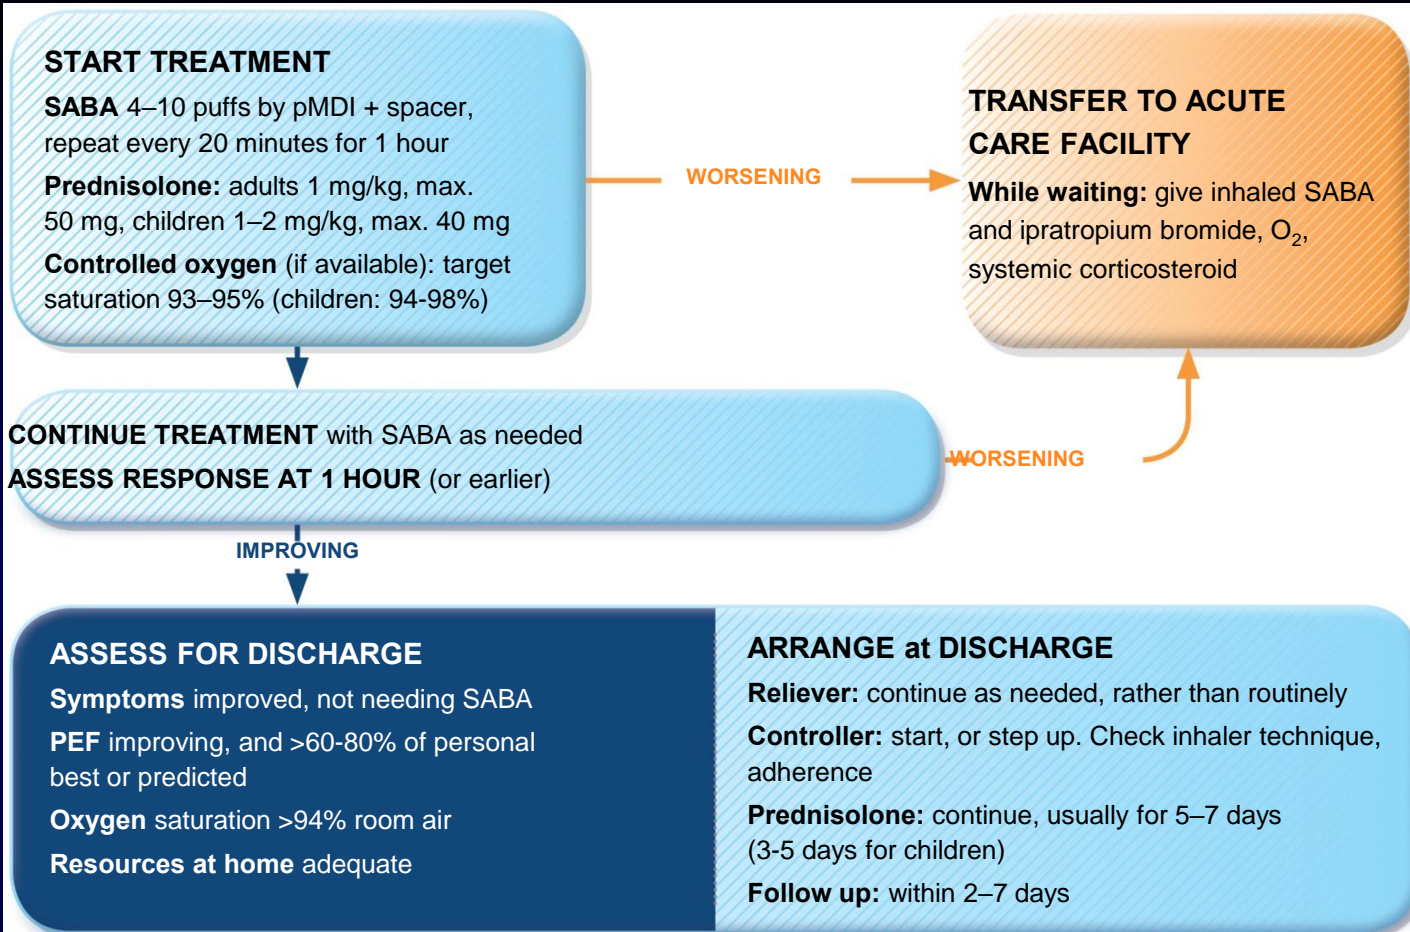 START TREATMENT
SABA 4–10 puffs by pMDI + spacer,
repeat every 20 minutes for 1 hour
Prednisolone: adults 1 mg/kg, max.
50 mg, children 1–2 mg/kg, max. 40 mg
Controlled oxygen (if available): target
saturation 93–95% (children: 94-98%)
WORSENING
TRANSFER TO ACUTE
CARE FACILITY
While waiting: give inhaled SABA
and ipratropium bromide, O₂,
systemic corticosteroid
CONTINUE TREATMENT with SABA as needed
ASSESS RESPONSE AT 1 HOUR (or earlier)
WORSENING
IMPROVING
ASSESS FOR DISCHARGE
Symptoms improved, not needing SABA
PEF improving, and >60-80% of personal
best or predicted
Oxygen saturation >94% room air
Resources at home adequate
ARRANGE at DISCHARGE
Reliever: continue as needed, rather than routinely
Controller: start, or step up. Check inhaler technique,
adherence
Prednisolone: continue, usually for 5–7 days
(3-5 days for children)
Follow up: within 2–7 days